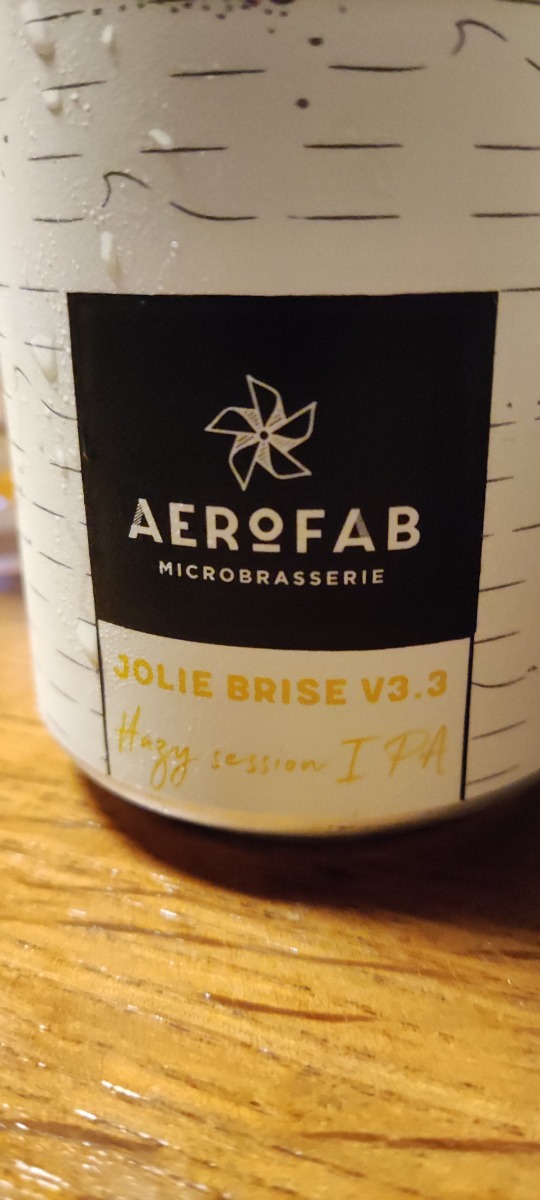 AEROFAB
MICROBRASSERIE
JOLIE BRISE V3.3
Hazy session IPA